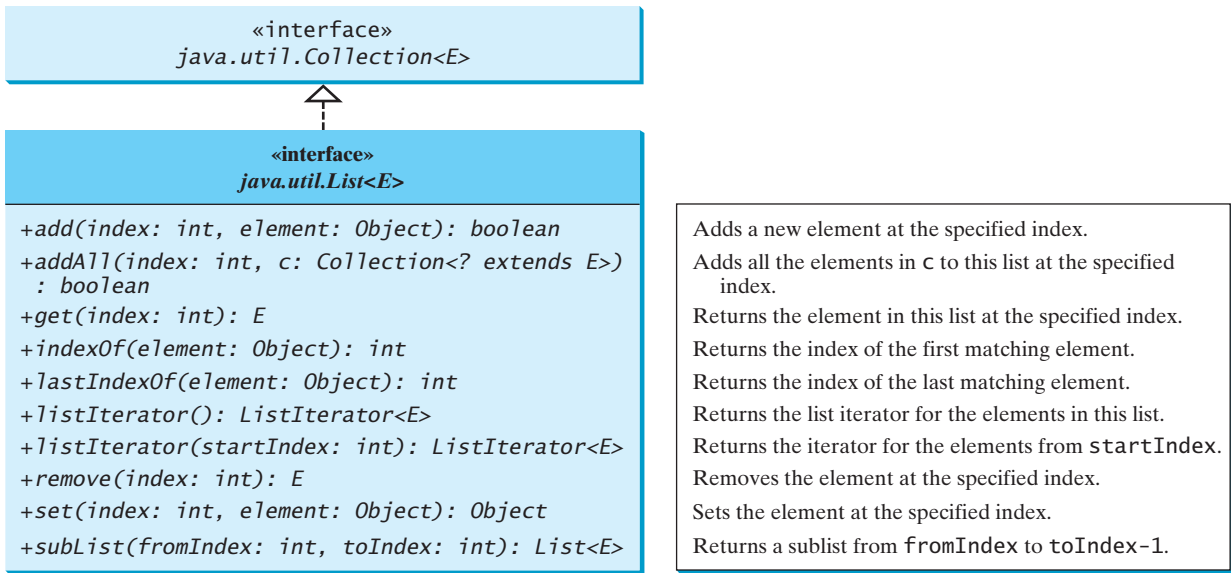 «interface»
java.util.Collection<E>
«interface»
java.util.List<E>
+add(index: int, element: Object): boolean
+addAll(index: int, c: Collection<? extends E>)
: boolean
+get(index: int): E
+indexOf(element: Object): int
+lastIndexOf(element: Object): int
+listIterator(): ListIterator<E>
+listIterator(startIndex: int): ListIterator<E>
+remove(index: int): E
+set(index: int, element: Object): Object
+subList(fromIndex: int, toIndex: int): List<E>
Adds a new element at the specified index.
Adds all the elements in c to this list at the specified
index.
Returns the element in this list at the specified index.
Returns the index of the first matching element.
Returns the index of the last matching element.
Returns the list iterator for the elements in this list.
Returns the iterator for the elements from startIndex.
Removes the element at the specified index.
Sets the element at the specified index.
Returns a sublist from fromIndex to toIndex-1.